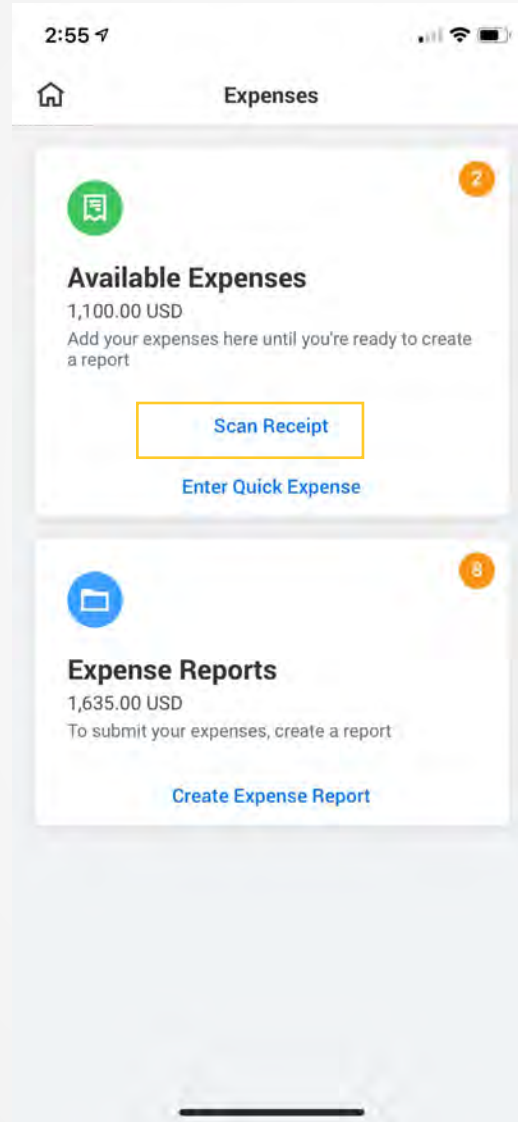 2:55
Expenses
2
Available Expenses
1,100.00 USD
Add your expenses here until you're ready to create
a report
Scan Receipt
Enter Quick Expense
8
Expense Reports
1,635.00 USD
To submit your expenses, create a report
Create Expense Report